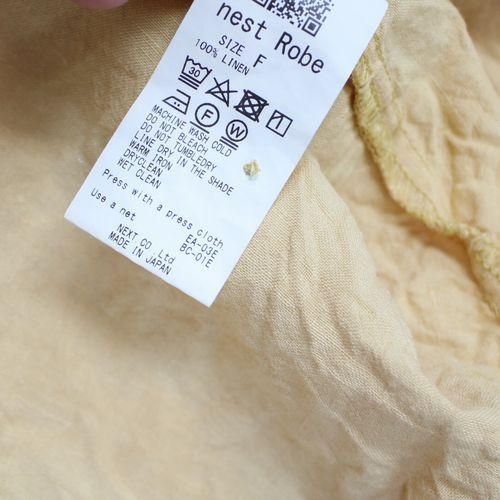 nest Robe
SIZE F
100% LINEN
30
F
W
MACHINE WASH COLD
DO NOT BLEACH
DO NOT TUMBLEDRY
LINE DRY IN THE SHADE
WARM IRON
DRYCLEAN
WET CLEAN
Press with a press cloth
Use a net
EA-03E
NEXT CO Ltd BC-01E
MADE IN JAPAN